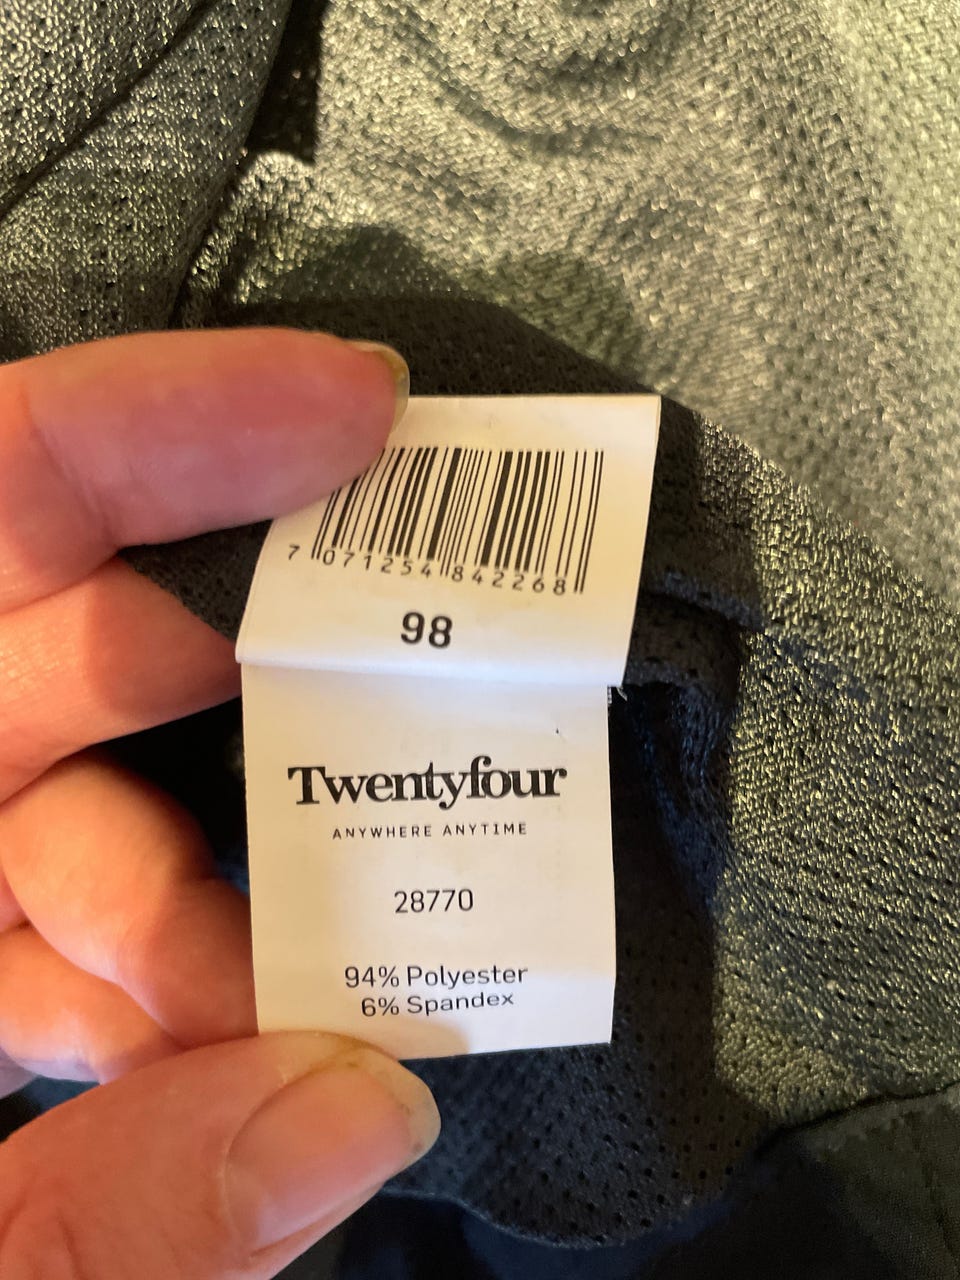 7 071254 842268
98
Twentyfour
ANYWHERE ANYTIME
28770
94% Polyester
6% Spandex